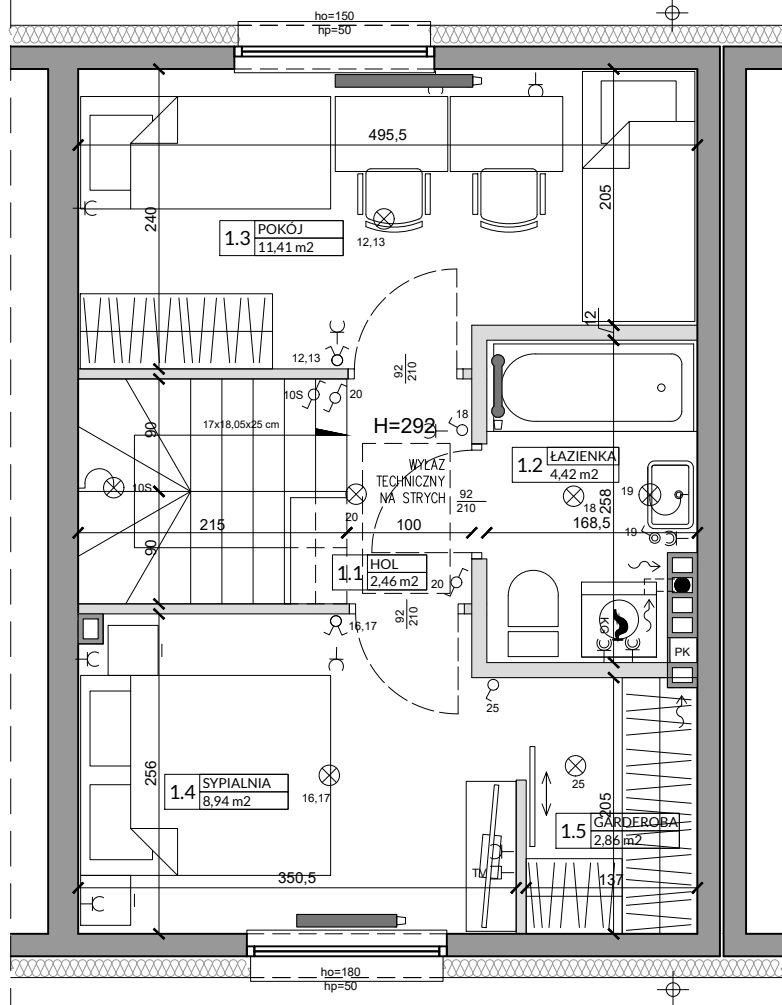 ho=150
hp=50
495,5
240
205
1.3
POKÓJ
11,41 m2
12,13
12
12,13
92
210
10S
20
18
17x18,05x25 cm
H=292
90
WYŁAZ
TECHNICZNY
NA STRYCH
1.2
ŁAZIENKA
4,42 m2
10S
20
92
210
18
19
258
215
100
168,5
19
90
1.1
HOL
2,46 m2
20
92
210
16,17
KG
PK
25
256
1.4
SYPIALNIA
8,94 m2
16,17
25
205
1.5
GARDEROBA
2,86 m2
TV
350,5
137
ho=180
hp=50